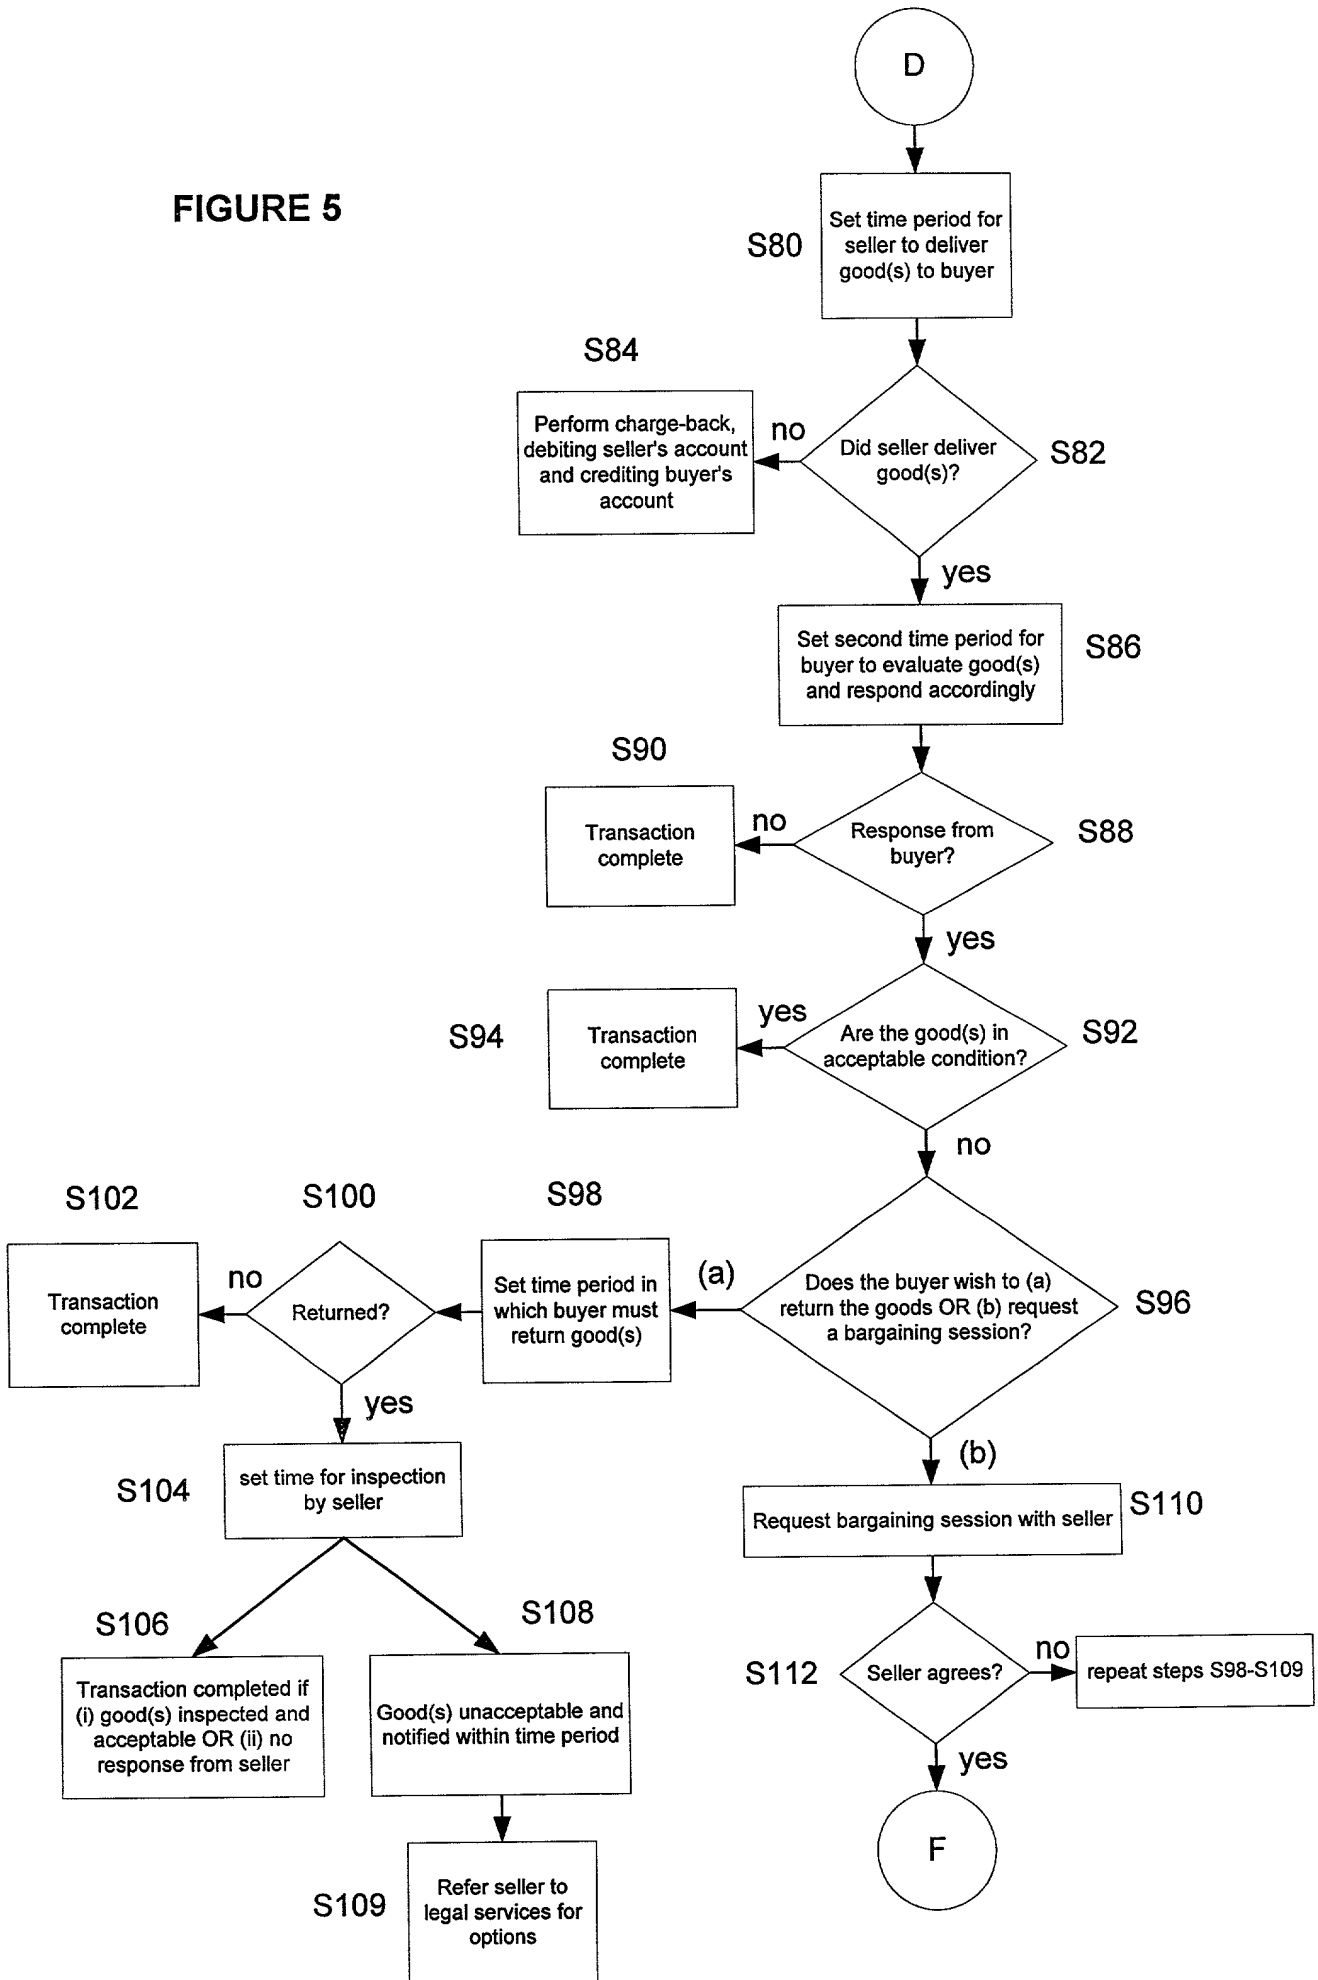 D
FIGURE 5
S80
Set time period for
seller to deliver
good(s) to buyer
S84
Perform charge-back,
debiting seller's account
and crediting buyer's
account
no
Did seller deliver
good(s)?
S82
yes
Set second time period for
buyer to evaluate good(s)
and respond accordingly
S86
S90
Transaction
complete
no
Response from
buyer?
S88
yes
S94
Transaction
complete
yes
Are the good(s) in
acceptable condition?
S92
no
S102
S100
S98
Transaction
complete
no
Returned?
Set time period in
which buyer must
return good(s)
(a)
Does the buyer wish to (a)
return the goods OR (b) request
a bargaining session?
S96
yes
(b)
S104
set time for inspection
by seller
Request bargaining session with seller
S110
S106
S108
Transaction completed if
(i) good(s) inspected and
acceptable OR (ii) no
response from seller
Good(s) unacceptable and
notified within time period
S112
Seller agrees?
no
repeat steps S98-S109
yes
F
S109
Refer seller to
legal services for
options